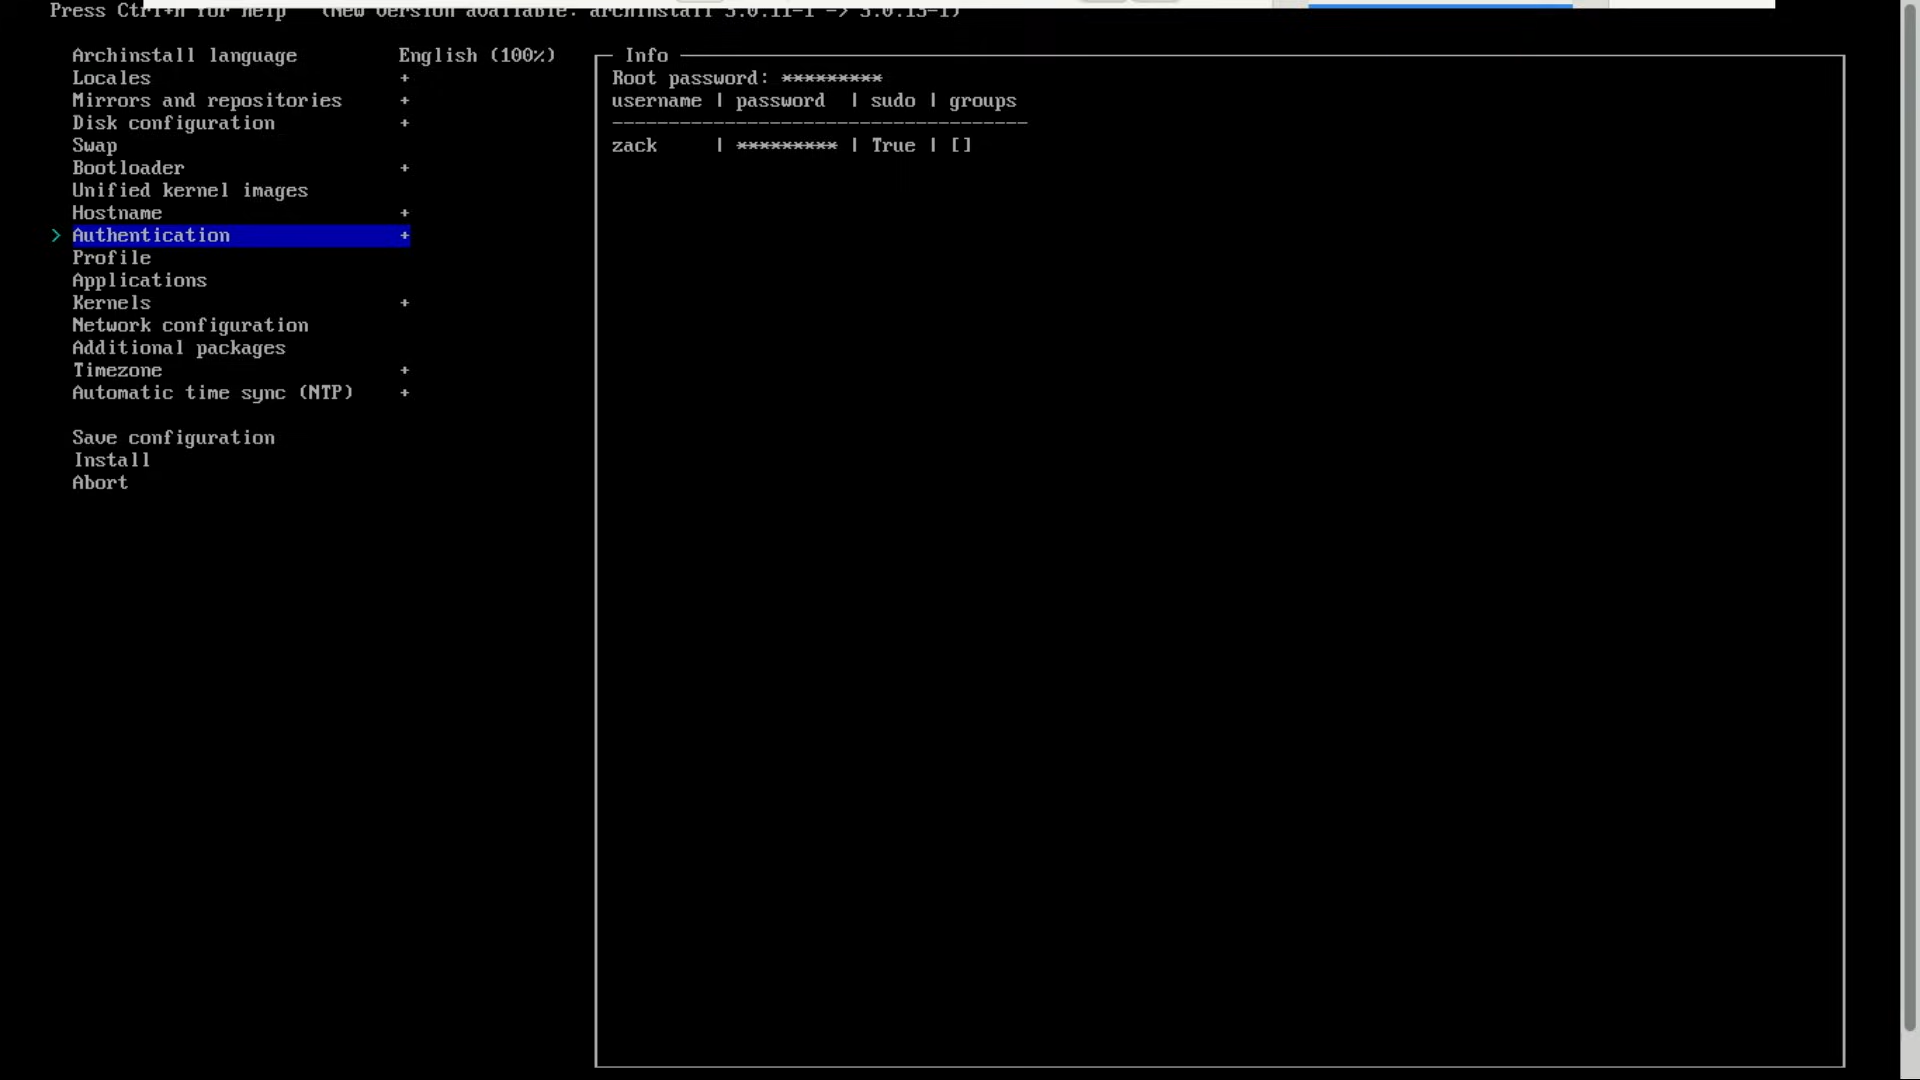 Press Ctrl+h for help   (New version available: archinstall 3.0.11-1 -> 3.0.15-1)
Archinstall language English (100%)
Locales +
Mirrors and repositories +
Disk configuration +
Swap
Bootloader +
Unified kernel images
Hostname +
> Authentication +
Profile
Applications
Kernels +
Network configuration
Additional packages
Timezone +
Automatic time sync (NTP) +
Save configuration
Install
Abort
Info
Root password: *********
username | password  | sudo | groups
-------------------------------------
zack     | ********* | True | []